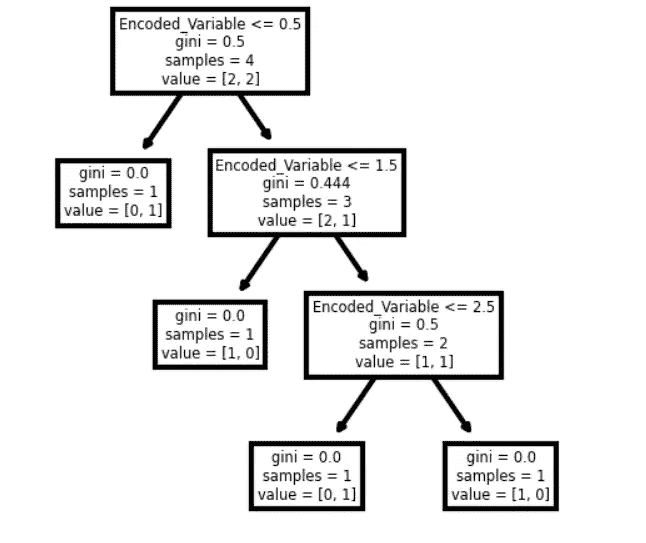 Encoded_Variable <= 0.5
gini = 0.5
samples = 4
value = [2, 2]
gini = 0.0
samples = 1
value = [0, 1]
Encoded_Variable <= 1.5
gini = 0.444
samples = 3
value = [2, 1]
gini = 0.0
samples = 1
value = [1, 0]
Encoded_Variable <= 2.5
gini = 0.5
samples = 2
value = [1, 1]
gini = 0.0
samples = 1
value = [0, 1]
gini = 0.0
samples = 1
value = [1, 0]